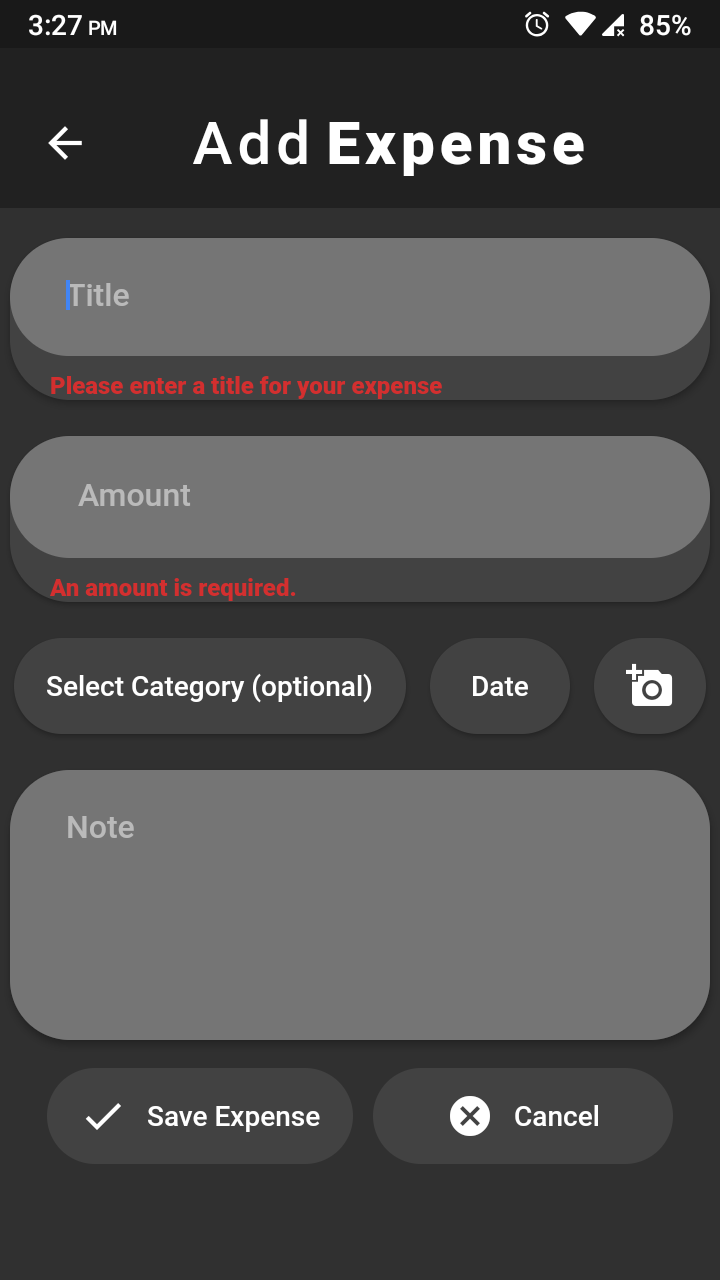 3:27 PM 85%
Add Expense
Title
Please enter a title for your expense
Amount
An amount is required.
Select Category (optional) Date
Note
Save Expense Cancel